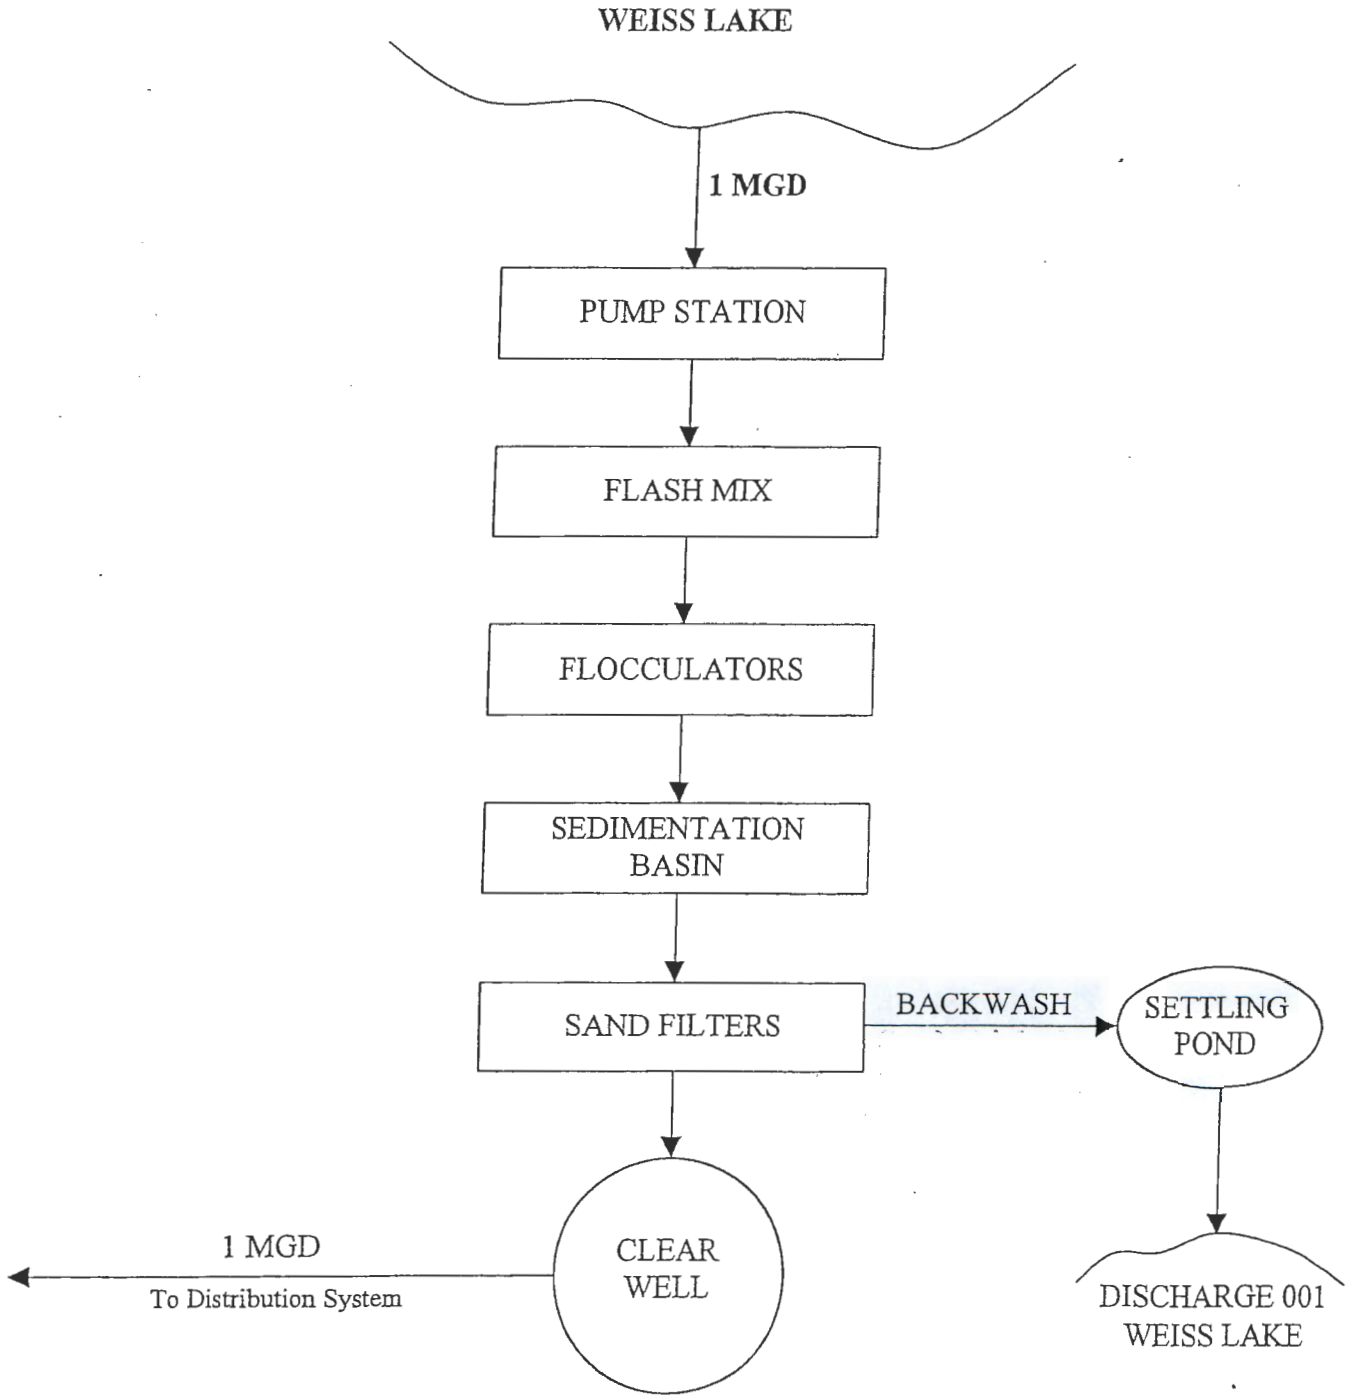 WEISS LAKE
1 MGD
PUMP STATION
FLASH MIX
FLOCCULATORS
SEDIMENTATION
BASIN
SAND FILTERS
BACKWASH
SETTLING
POND
CLEAR
WELL
1 MGD
To Distribution System
DISCHARGE 001
WEISS LAKE